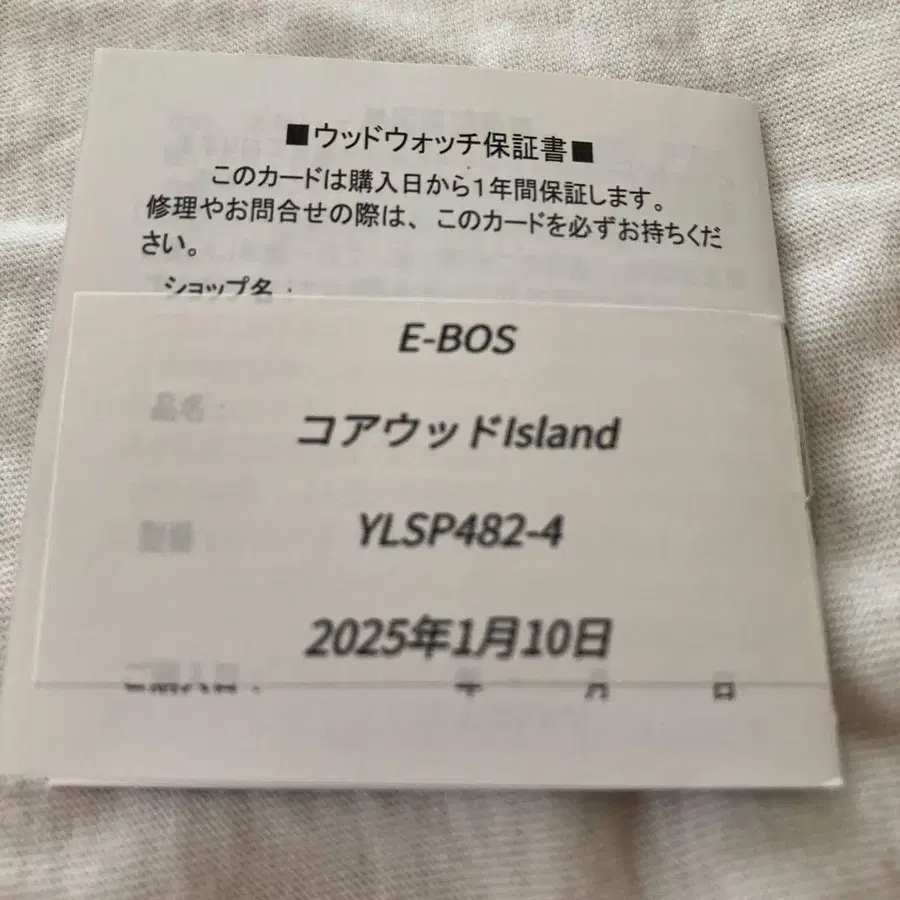 ■ウッドウォッチ保証書■
このカードは購入日から1年間保証します。
修理やお問合せの際は、このカードを必ずお持ちくだ
さい。
ショップ名:
E-BOS
コアウッドIsland
YLSP482-4
2025年1月10日
年 月 日